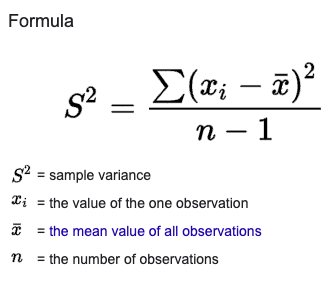 Formula
S² = ∑(xᵢ − x̄)² / n − 1
S² = sample variance
xᵢ = the value of the one observation
x̄ = the mean value of all observations
n = the number of observations